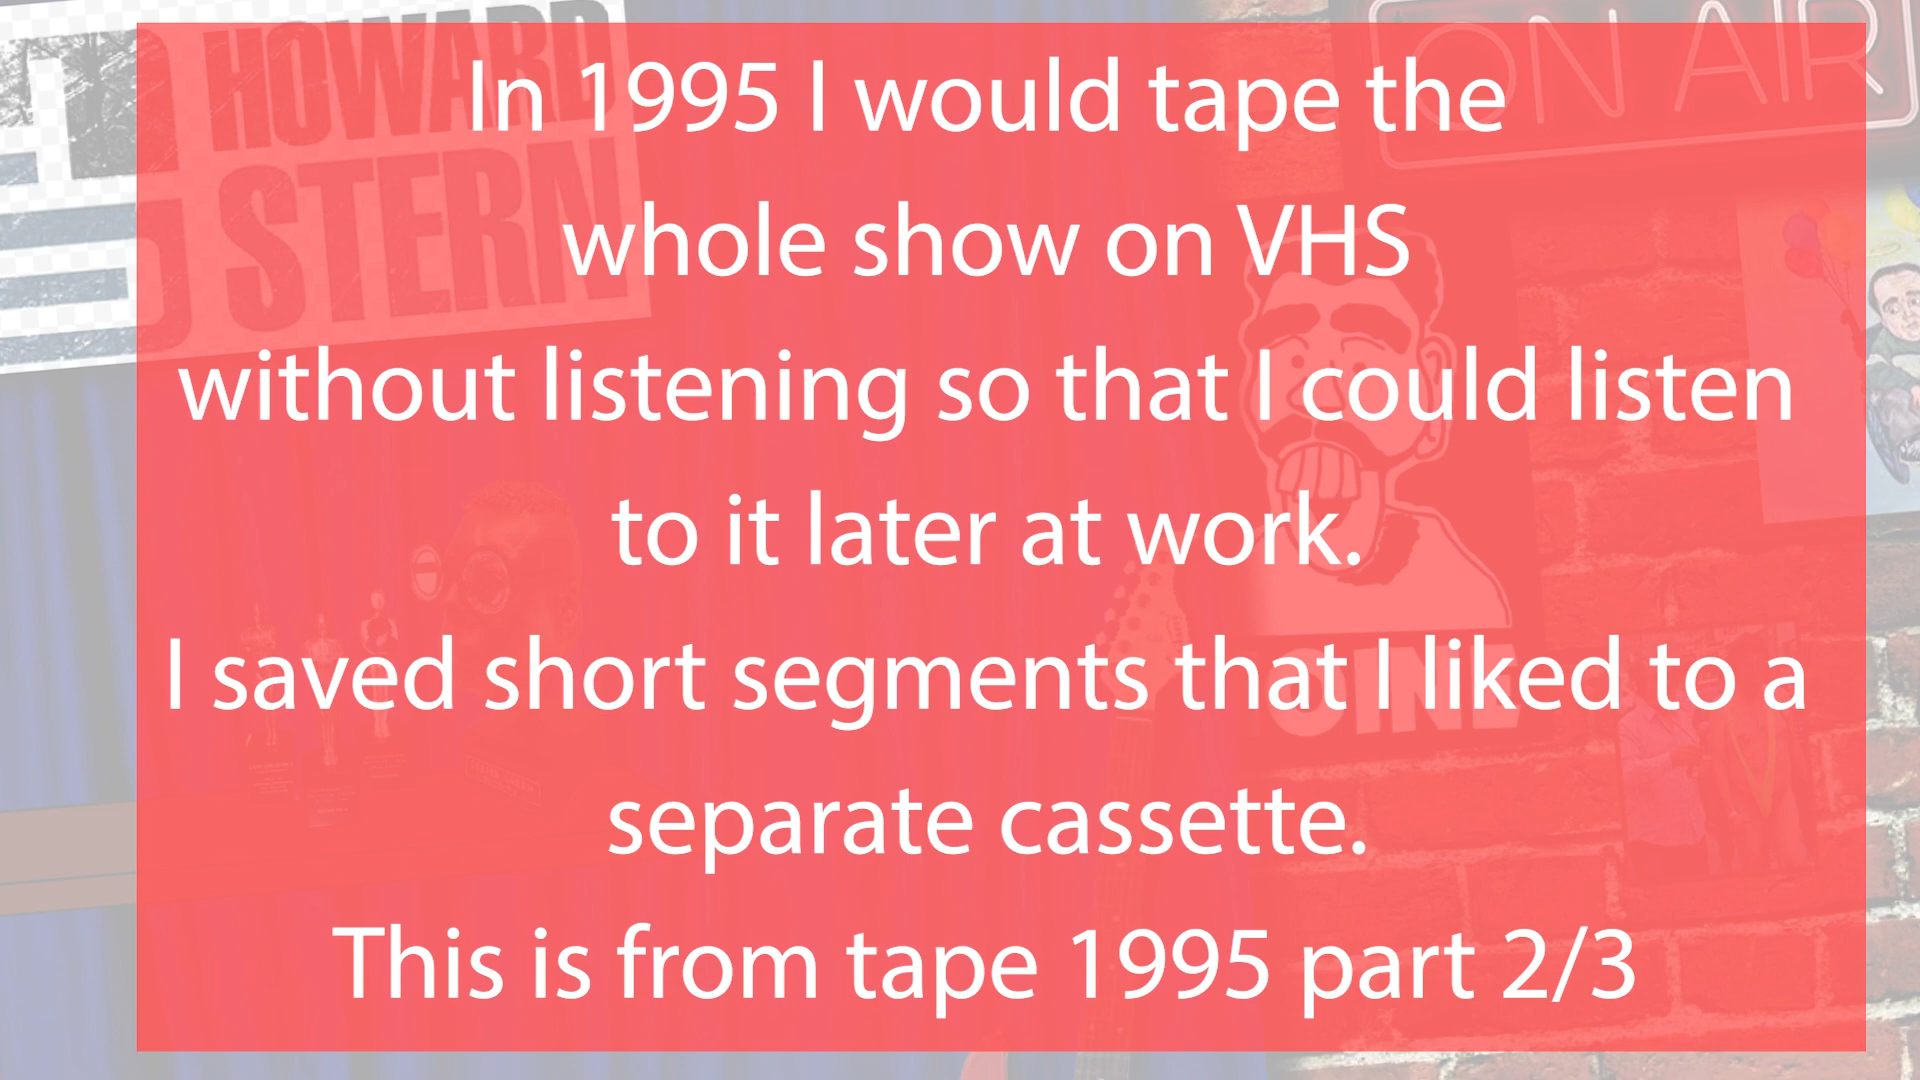 HOWARD
STERN
ON AIR
In 1995 I would tape the
whole show on VHS
without listening so that I could listen
to it later at work.
I saved short segments that I liked to a
separate cassette.
This is from tape 1995 part 2/3